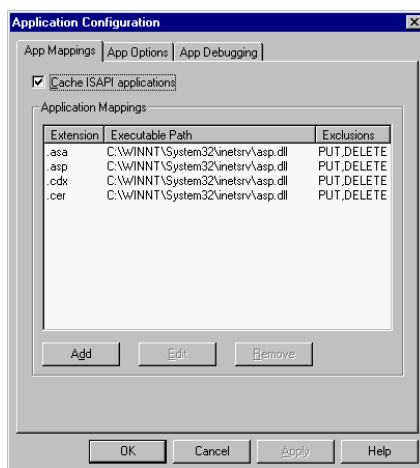 Application Configuration
App Mappings App Options App Debugging
Cache ISAPI applications
Application Mappings
Extension Executable Path Exclusions
.asa C:\WINNT\System32\inetsrv\asp.dll PUT,DELETE
.asp C:\WINNT\System32\inetsrv\asp.dll PUT,DELETE
.cdx C:\WINNT\System32\inetsrv\asp.dll PUT,DELETE
.cer C:\WINNT\System32\inetsrv\asp.dll PUT,DELETE
Add Edit Remove
OK Cancel Apply Help